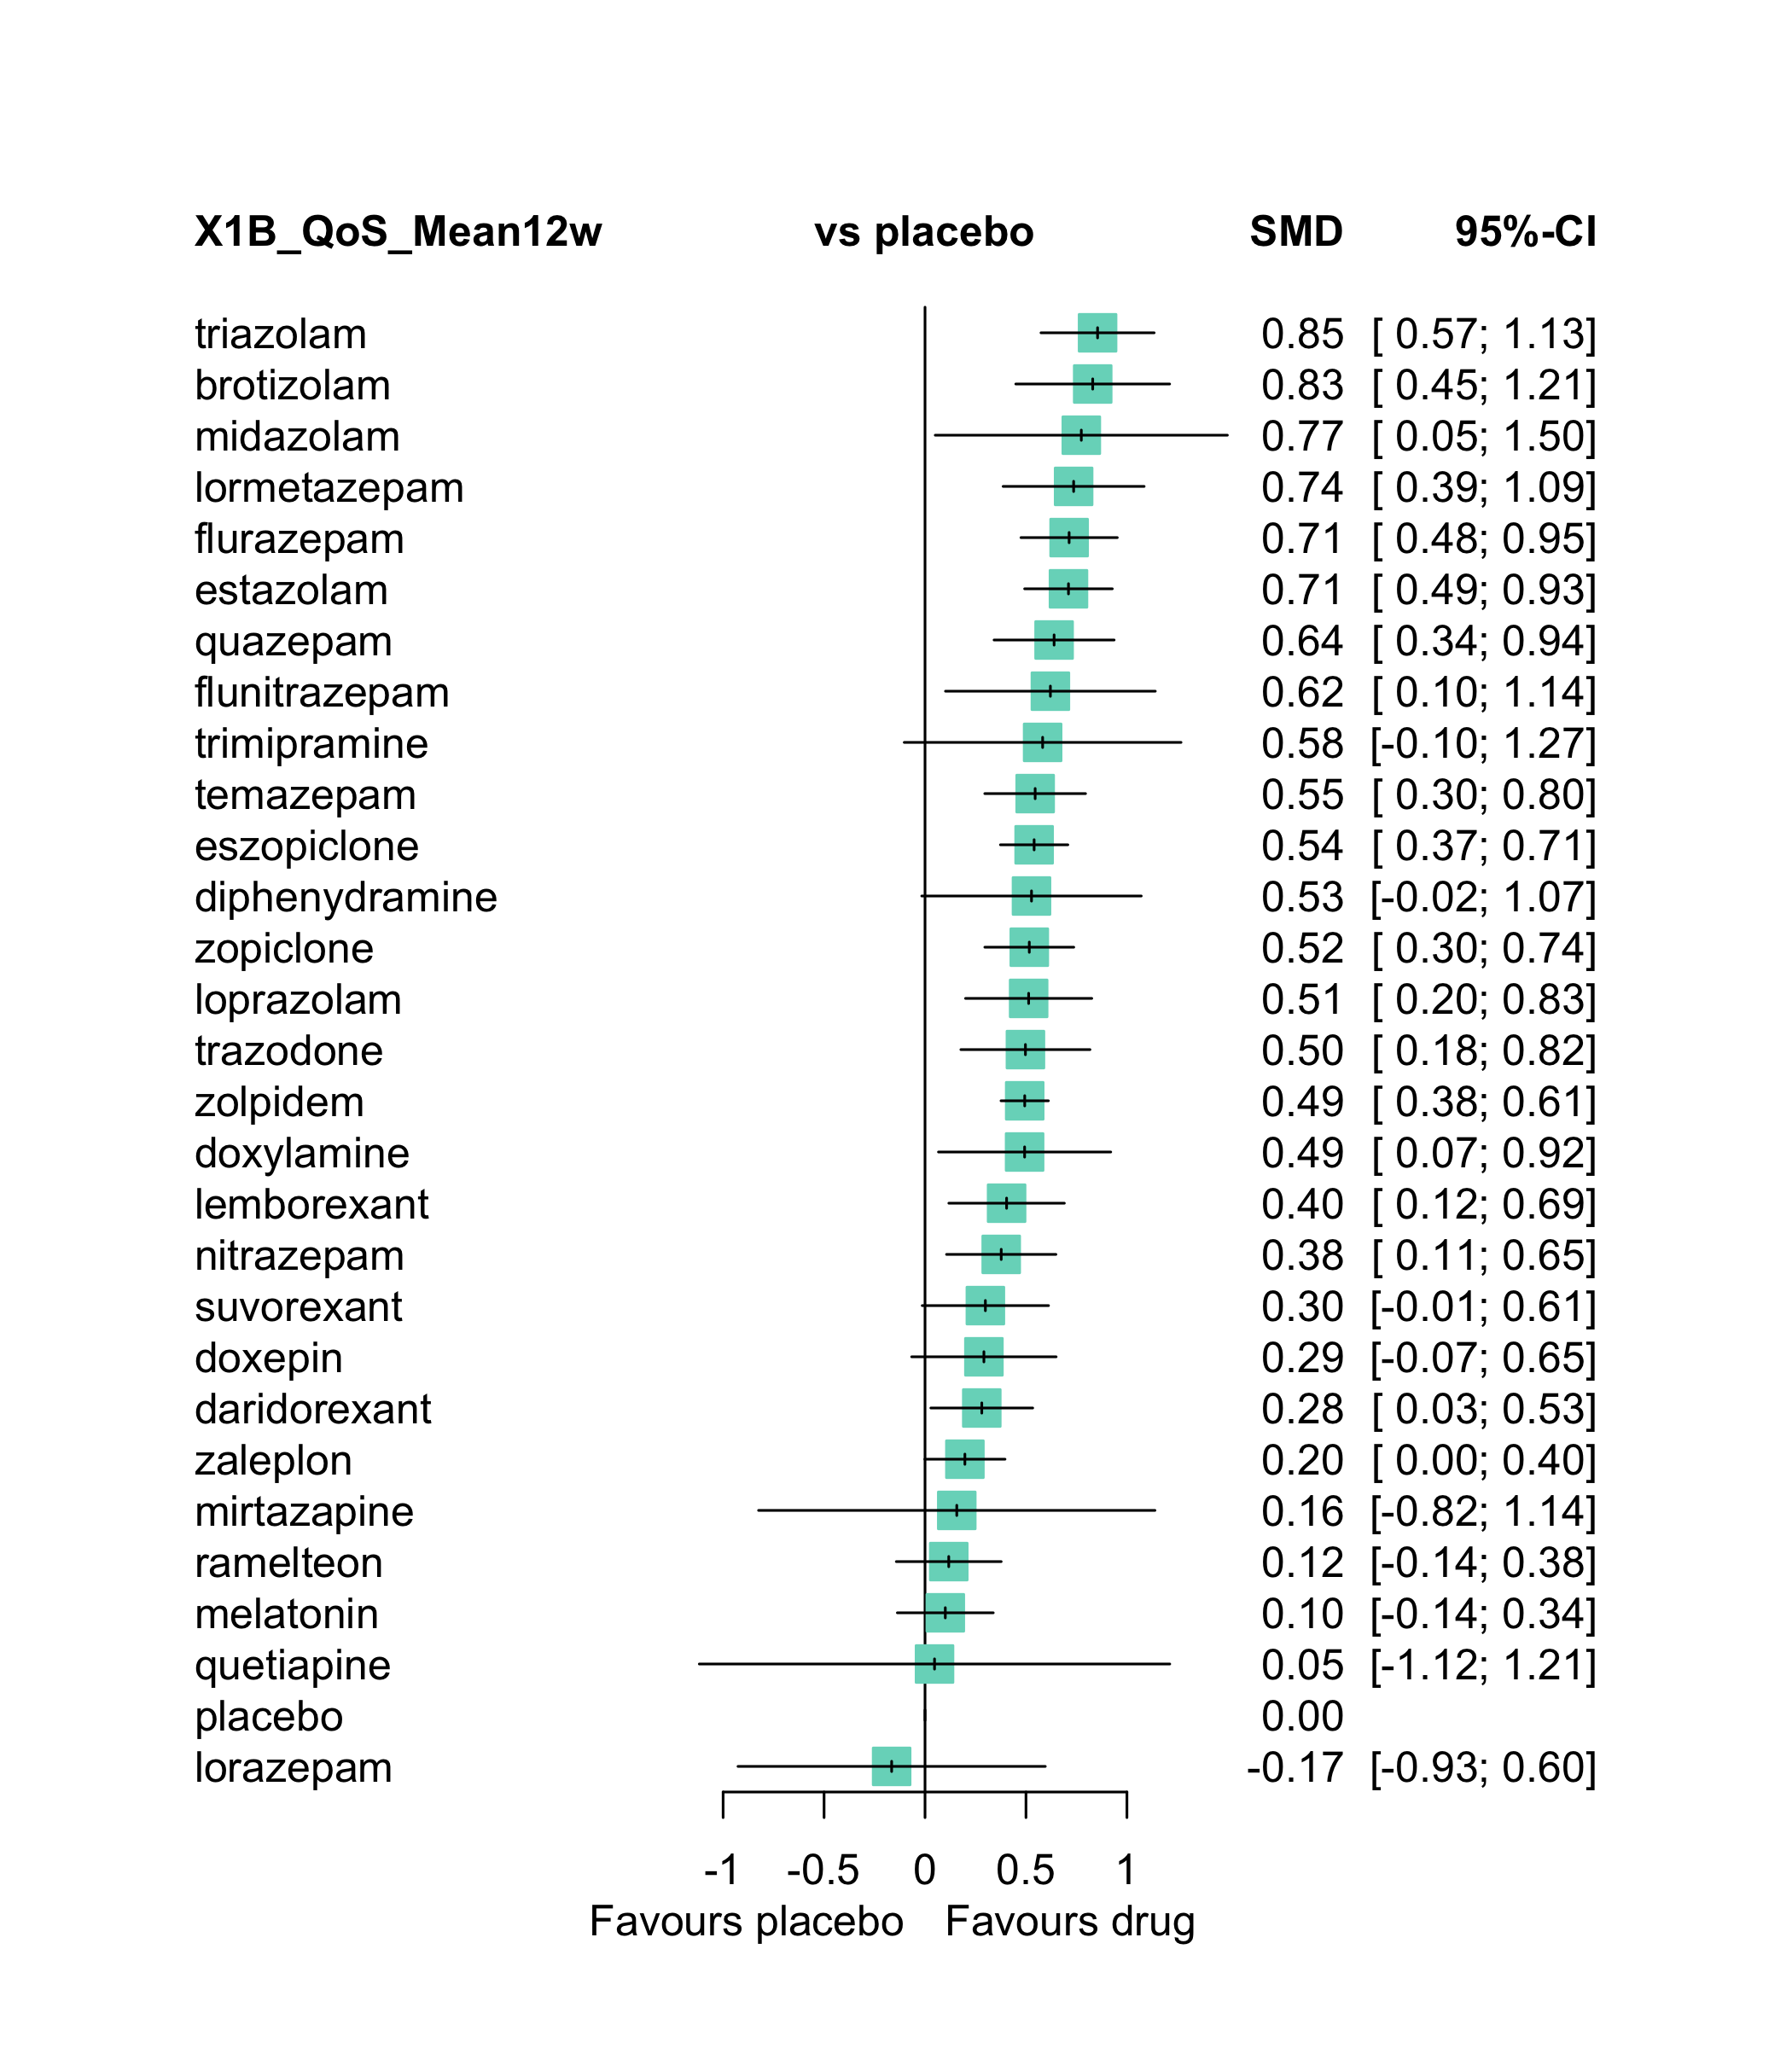 X1B_QoS_Mean12w vs placebo SMD 95%-CI
triazolam 0.85 [ 0.57; 1.13]
brotizolam 0.83 [ 0.45; 1.21]
midazolam 0.77 [ 0.05; 1.50]
lormetazepam 0.74 [ 0.39; 1.09]
flurazepam 0.71 [ 0.48; 0.95]
estazolam 0.71 [ 0.49; 0.93]
quazepam 0.64 [ 0.34; 0.94]
flunitrazepam 0.62 [ 0.10; 1.14]
trimipramine 0.58 [-0.10; 1.27]
temazepam 0.55 [ 0.30; 0.80]
eszopiclone 0.54 [ 0.37; 0.71]
diphenydramine 0.53 [-0.02; 1.07]
zopiclone 0.52 [ 0.30; 0.74]
loprazolam 0.51 [ 0.20; 0.83]
trazodone 0.50 [ 0.18; 0.82]
zolpidem 0.49 [ 0.38; 0.61]
doxylamine 0.49 [ 0.07; 0.92]
lemborexant 0.40 [ 0.12; 0.69]
nitrazepam 0.38 [ 0.11; 0.65]
suvorexant 0.30 [-0.01; 0.61]
doxepin 0.29 [-0.07; 0.65]
daridorexant 0.28 [ 0.03; 0.53]
zaleplon 0.20 [ 0.00; 0.40]
mirtazapine 0.16 [-0.82; 1.14]
ramelteon 0.12 [-0.14; 0.38]
melatonin 0.10 [-0.14; 0.34]
quetiapine 0.05 [-1.12; 1.21]
placebo 0.00
lorazepam -0.17 [-0.93; 0.60]
-1 -0.5 0 0.5 1
Favours placebo Favours drug